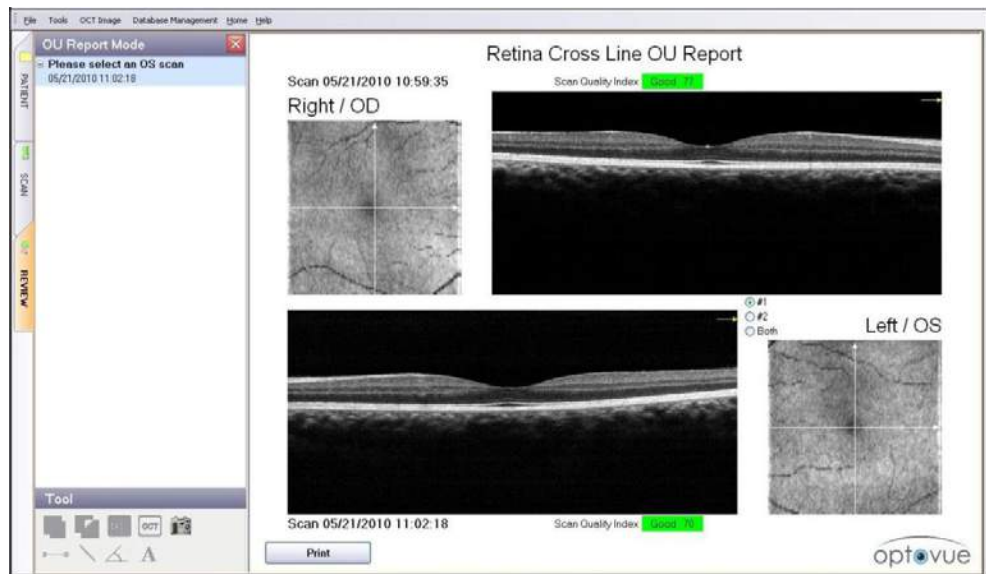 File Tools OCT Image Database Management Home Help
OU Report Mode
Please select an OS scan
05/21/2010 11:02:18
PATIENT
SCAN
REVIEW
Retina Cross Line OU Report
Scan 05/21/2010 10:59:35
Scan Quality Index Good 77
Right / OD
#1
#2
Both
Left / OS
Tool
OCT
A
Scan 05/21/2010 11:02:18
Scan Quality Index Good 70
Print
optovue